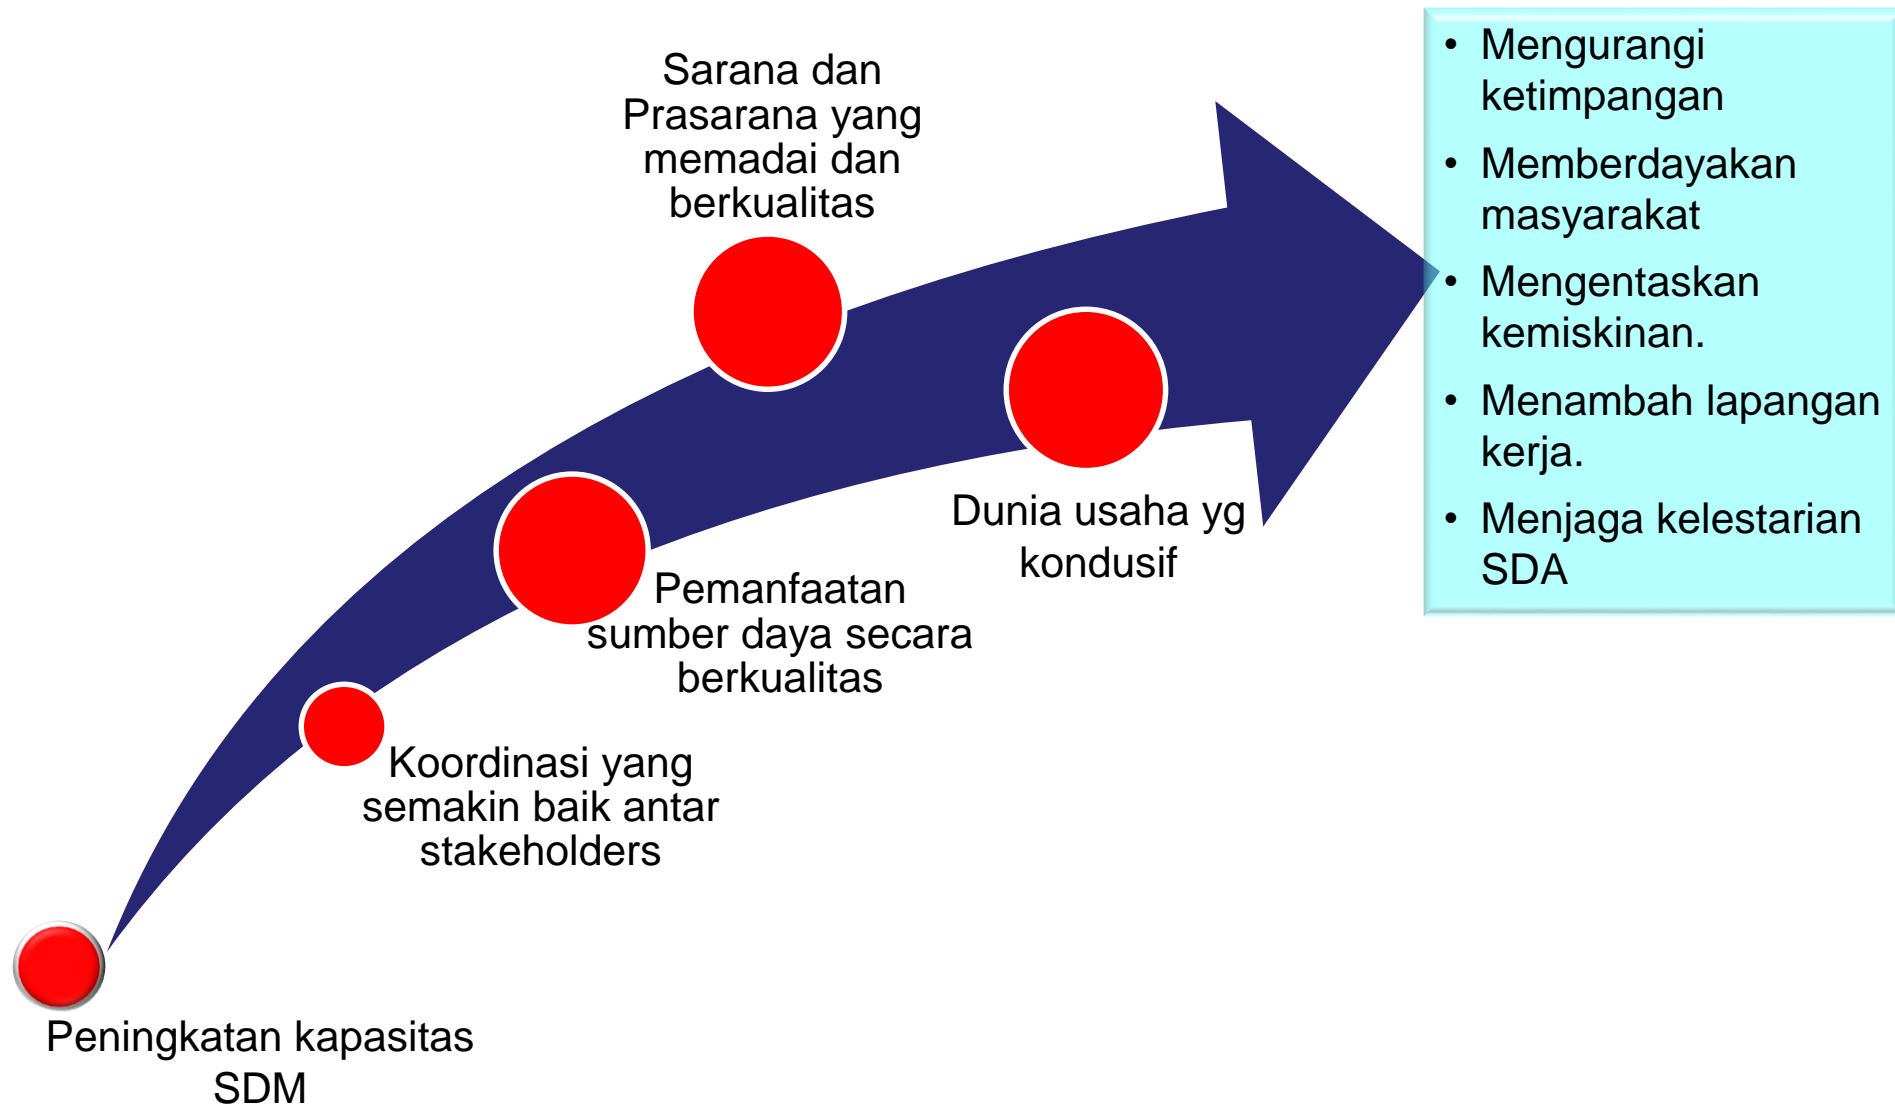 Sarana dan
Prasarana yang
memadai dan
berkualitas
Dunia usaha yg
kondusif
Pemanfaatan
sumber daya secara
berkualitas
Koordinasi yang
semakin baik antar
stakeholders
Peningkatan kapasitas
SDM
• Mengurangi
ketimpangan
• Memberdayakan
masyarakat
• Mengentaskan
kemiskinan.
• Menambah lapangan
kerja.
• Menjaga kelestarian
SDA